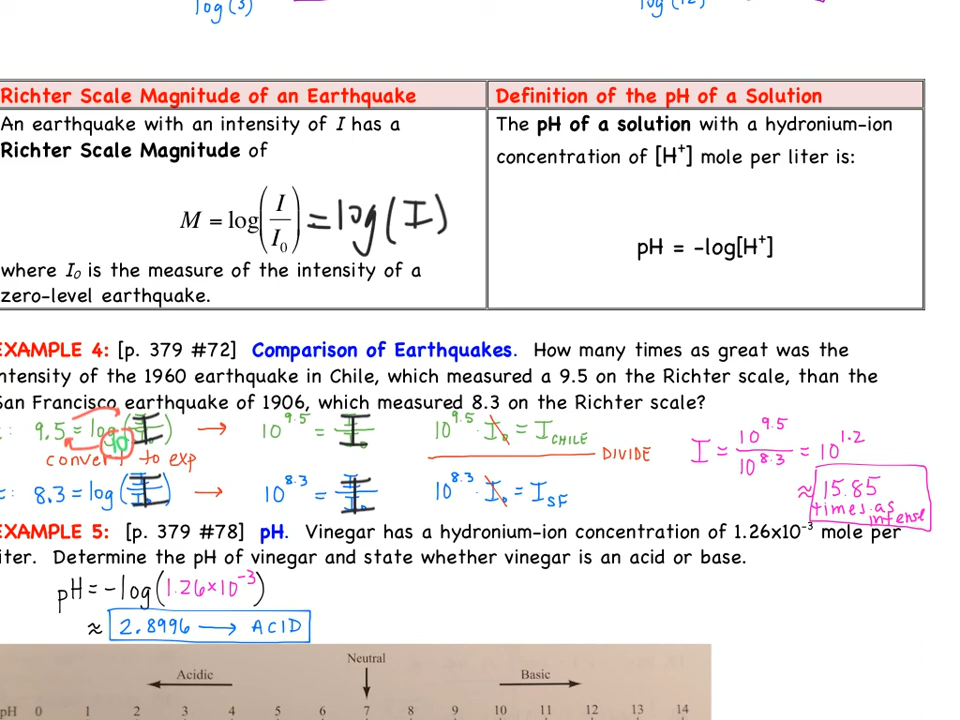 log(3)
log(12)
Richter Scale Magnitude of an Earthquake
An earthquake with an intensity of I has a
Richter Scale Magnitude of
M = log(I/I₀) = log(I)
where I₀ is the measure of the intensity of a
zero-level earthquake.
Definition of the pH of a Solution
The pH of a solution with a hydronium-ion
concentration of [H⁺] mole per liter is:
pH = -log[H⁺]
EXAMPLE 4: [p. 379 #72] Comparison of Earthquakes. How many times as great was the
ntensity of the 1960 earthquake in Chile, which measured a 9.5 on the Richter scale, than the
San Francisco earthquake of 1906, which measured 8.3 on the Richter scale?
: 9.5 = log₁₀(I) → 10^9.5 = I 10^9.5 · I₀ = I CHILE
convert to exp
DIVIDE
: 8.3 = log(I) → 10^8.3 = I 10^8.3 · I₀ = I SF
I = 10^9.5 / 10^8.3 = 10^1.2
≈ 15.85
times as
intense
EXAMPLE 5: [p. 379 #78] pH. Vinegar has a hydronium-ion concentration of 1.26x10⁻³ mole per
liter. Determine the pH of vinegar and state whether vinegar is an acid or base.
pH = -log(1.26×10⁻³)
≈ 2.8996 → ACID
Neutral
Acidic
Basic
pH 0 1 2 3 4 5 6 7 8 9 10 11 12 13 14